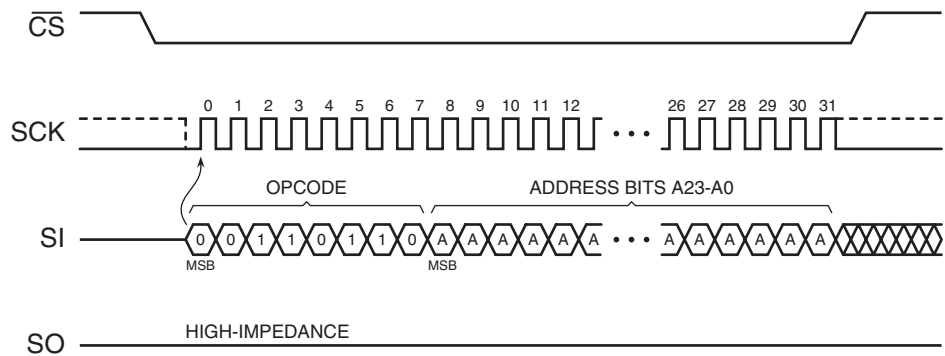 CS
0 1 2 3 4 5 6 7 8 9 10 11 12 26 27 28 29 30 31
SCK
OPCODE ADDRESS BITS A23-A0
SI 0 0 1 1 0 1 1 0 A A A A A A A A A A A A
MSB MSB
HIGH-IMPEDANCE
SO